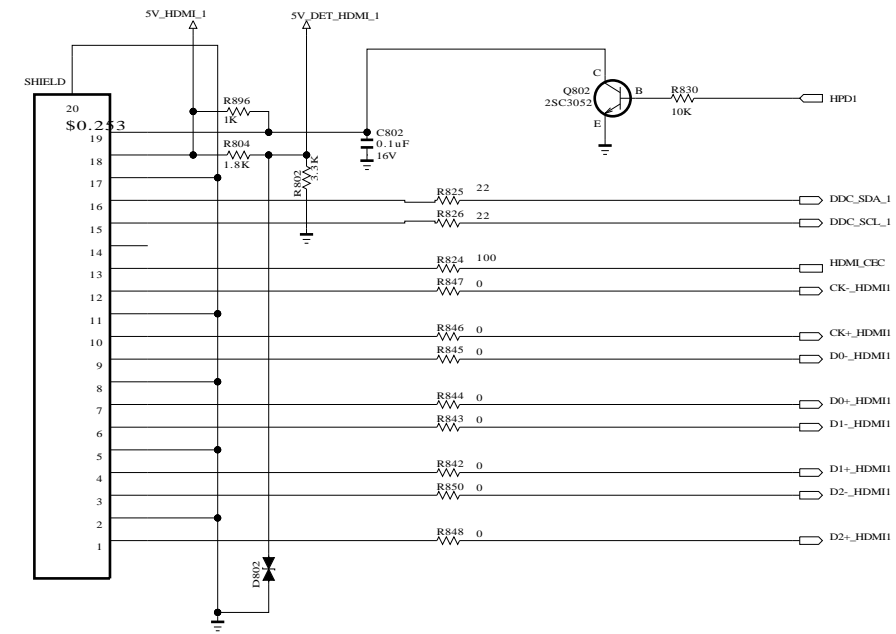 5V_HDMI_1
5V_DET_HDMI_1
SHIELD
20
$0.253
19
18
17
16
15
14
13
12
11
10
9
8
7
6
5
4
3
2
1
R896
1K
R804
1.8K
R802
3.3K
C802
0.1uF
16V
C
Q802
2SC3052
B
E
R830
10K
HPD1
R825 22
DDC_SDA_1
R826 22
DDC_SCL_1
R824 100
HDMI_CEC
R847 0
CK-_HDMI1
R846 0
CK+_HDMI1
R845 0
D0-_HDMI1
R844 0
D0+_HDMI1
R843 0
D1-_HDMI1
R842 0
D1+_HDMI1
R850 0
D2-_HDMI1
R848 0
D2+_HDMI1
D802